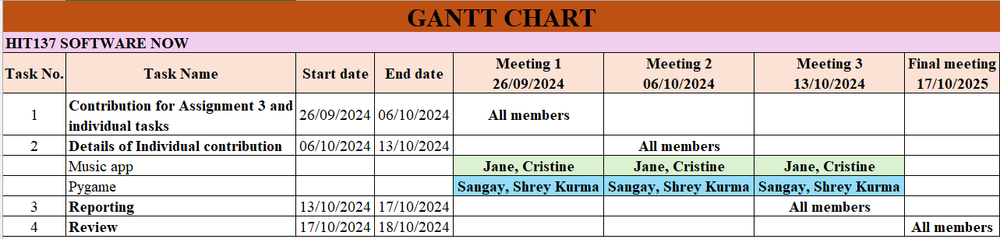 GANTT CHART
HIT137 SOFTWARE NOW
Task No. Task Name Start date End date Meeting 1 26/09/2024 Meeting 2 06/10/2024 Meeting 3 13/10/2024 Final meeting 17/10/2025
1 Contribution for Assignment 3 and individual tasks 26/09/2024 06/10/2024 All members
2 Details of Individual contribution 06/10/2024 13/10/2024 All members
Music app Jane, Cristine Jane, Cristine Jane, Cristine
Pygame Sangay, Shrey Kurma Sangay, Shrey Kurma Sangay, Shrey Kurma
3 Reporting 13/10/2024 17/10/2024 All members
4 Review 17/10/2024 18/10/2024 All members